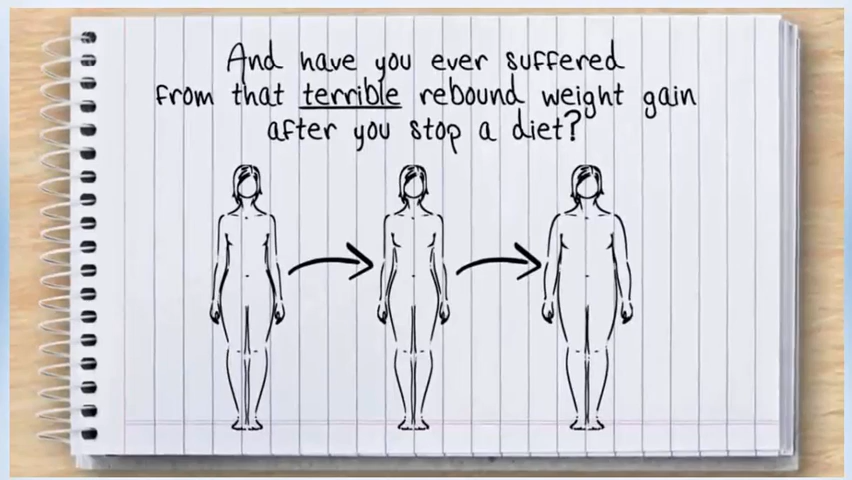 And have you ever suffered
from that terrible rebound weight gain
after you stop a diet?